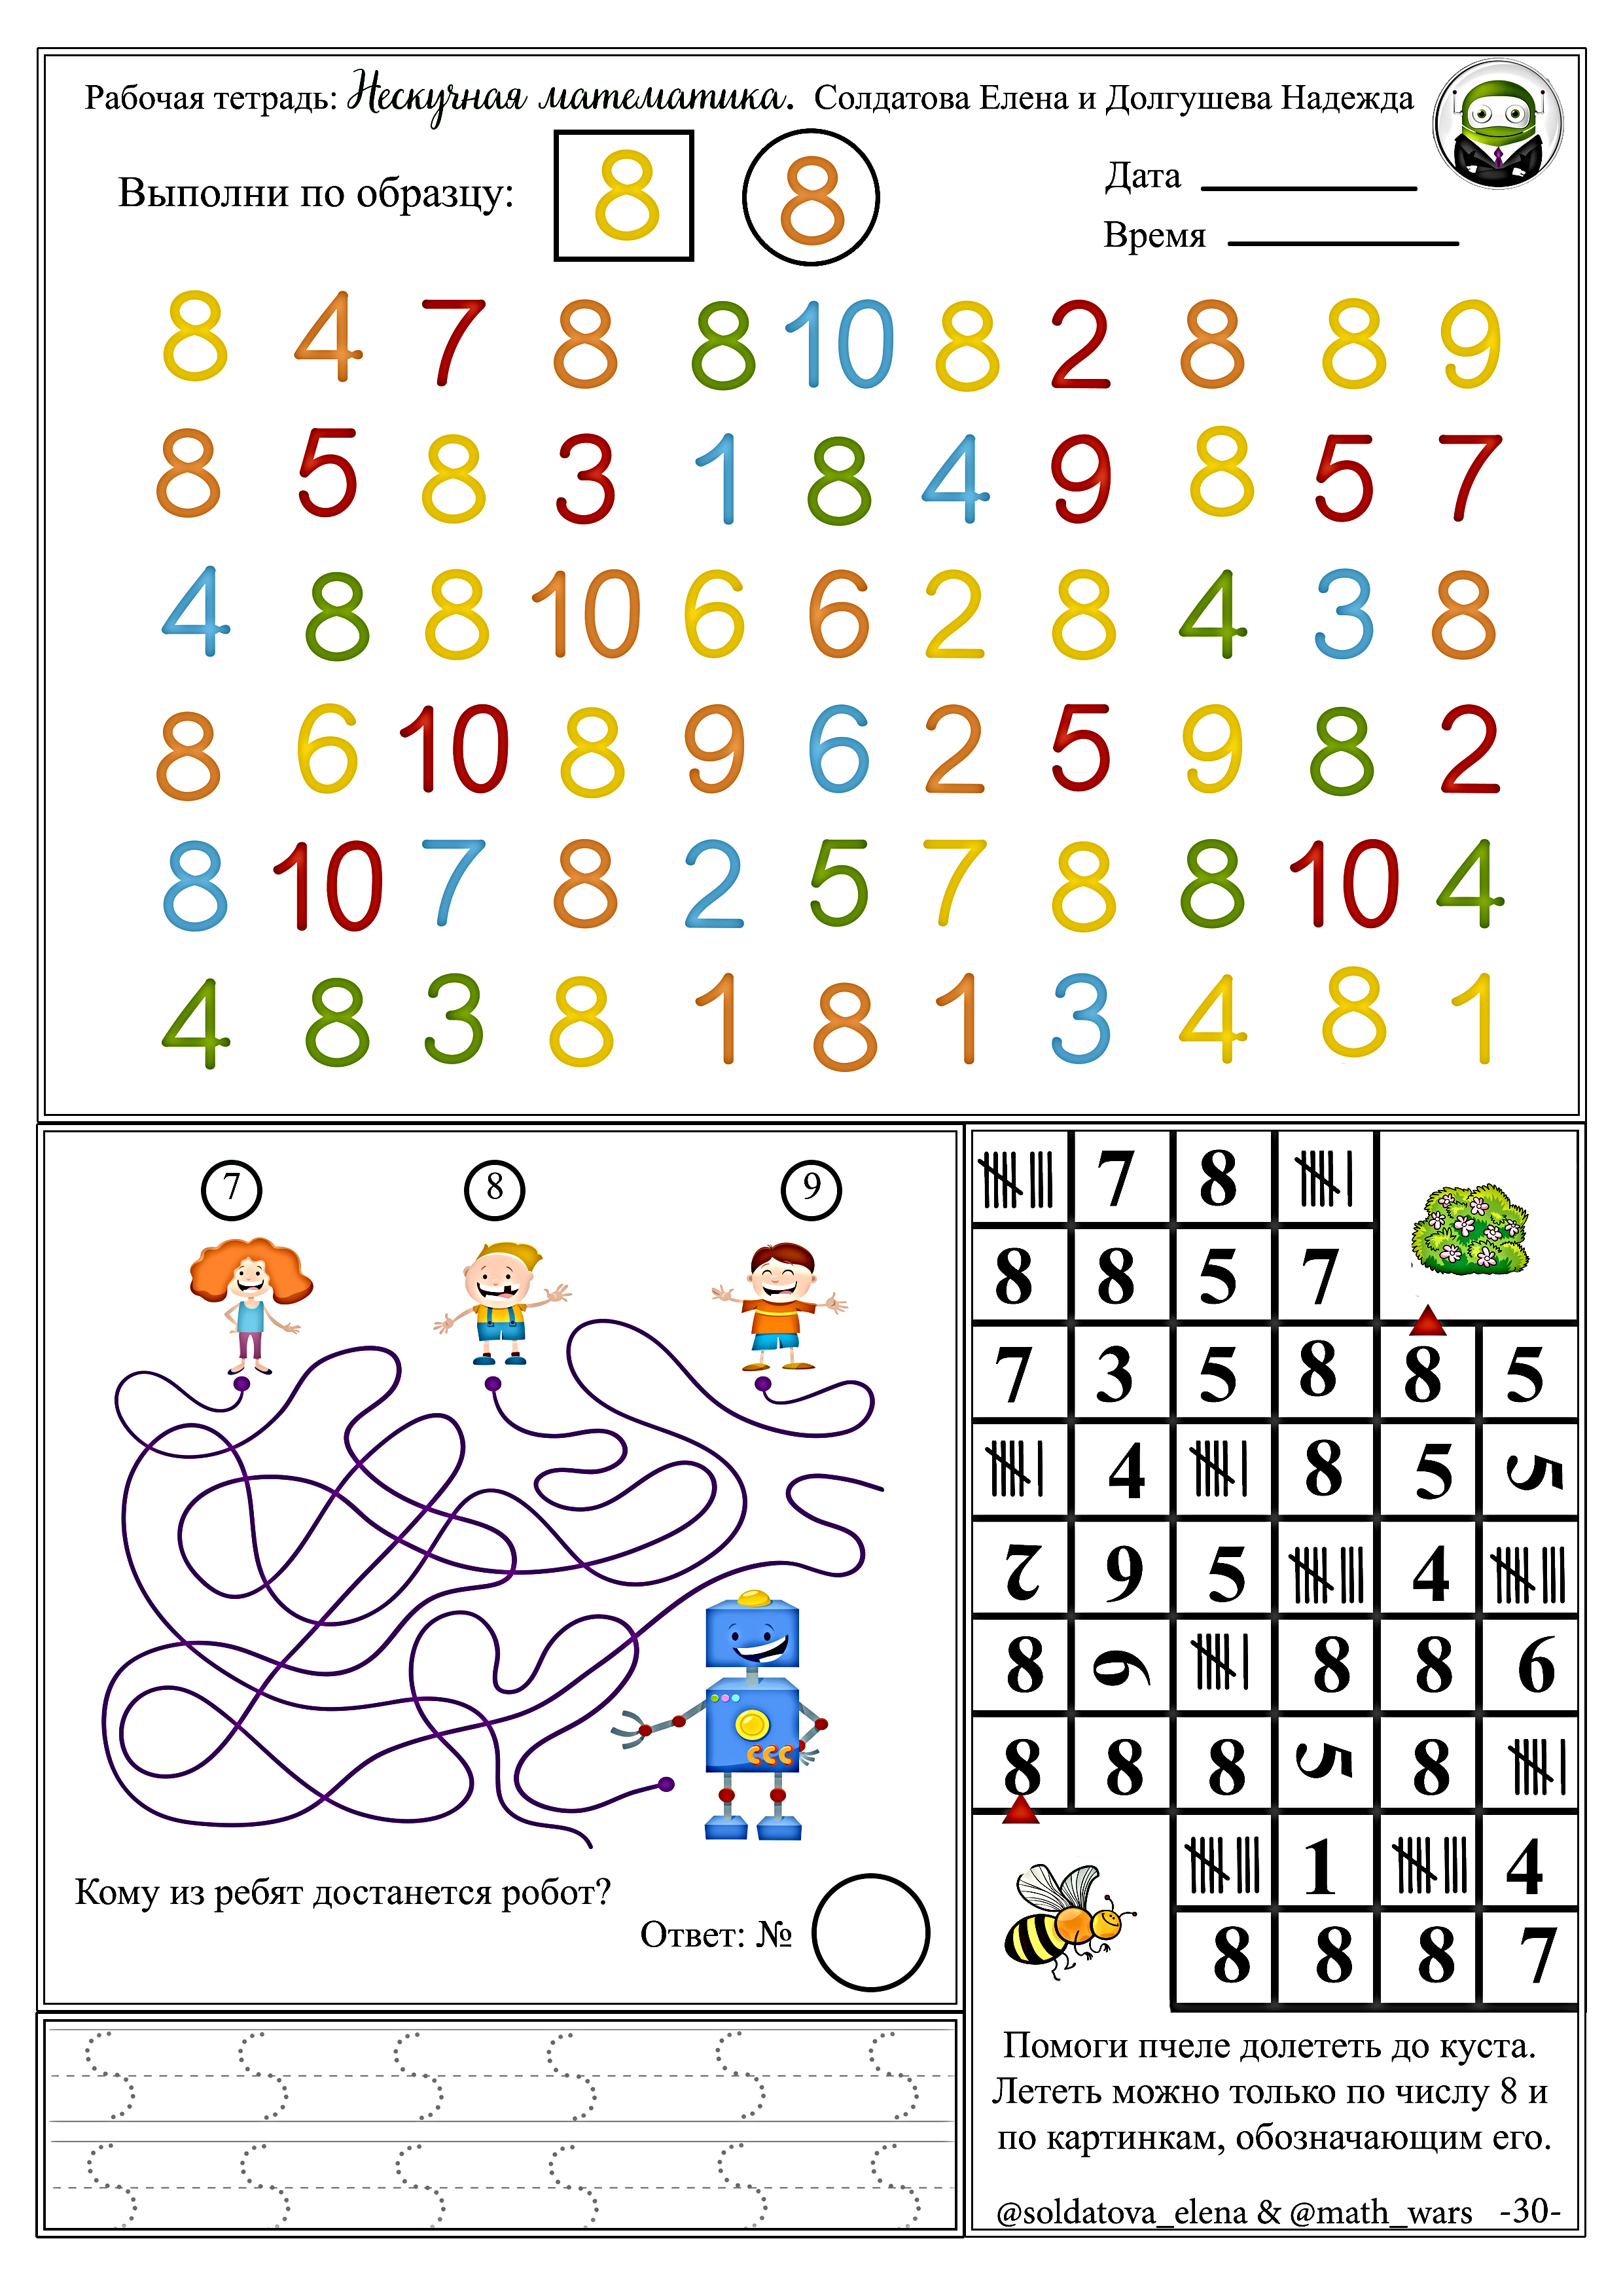 Рабочая тетрадь: Нескучная математика. Солдатова Елена и Долгушева Надежда
Выполни по образцу: 8 8
Дата
Время
8 4 7 8 8 10 8 2 8 8 9
8 5 8 3 1 8 4 9 8 5 7
4 8 8 10 6 6 2 8 4 3 8
8 6 10 8 9 6 2 5 9 8 2
8 10 7 8 2 5 7 8 8 10 4
4 8 3 8 1 8 1 3 4 8 1
7 8 9
Кому из ребят достанется робот?
Ответ: №
7 8
8 8 5 7
7 3 5 8 8 5
4 8 5 5
2 9 5 4
8 6 8 8 6
8 8 8 5 8
1 4
8 8 8 7
Помоги пчеле долететь до куста.
Лететь можно только по числу 8 и
по картинкам, обозначающим его.
@soldatova_elena & @math_wars -30-